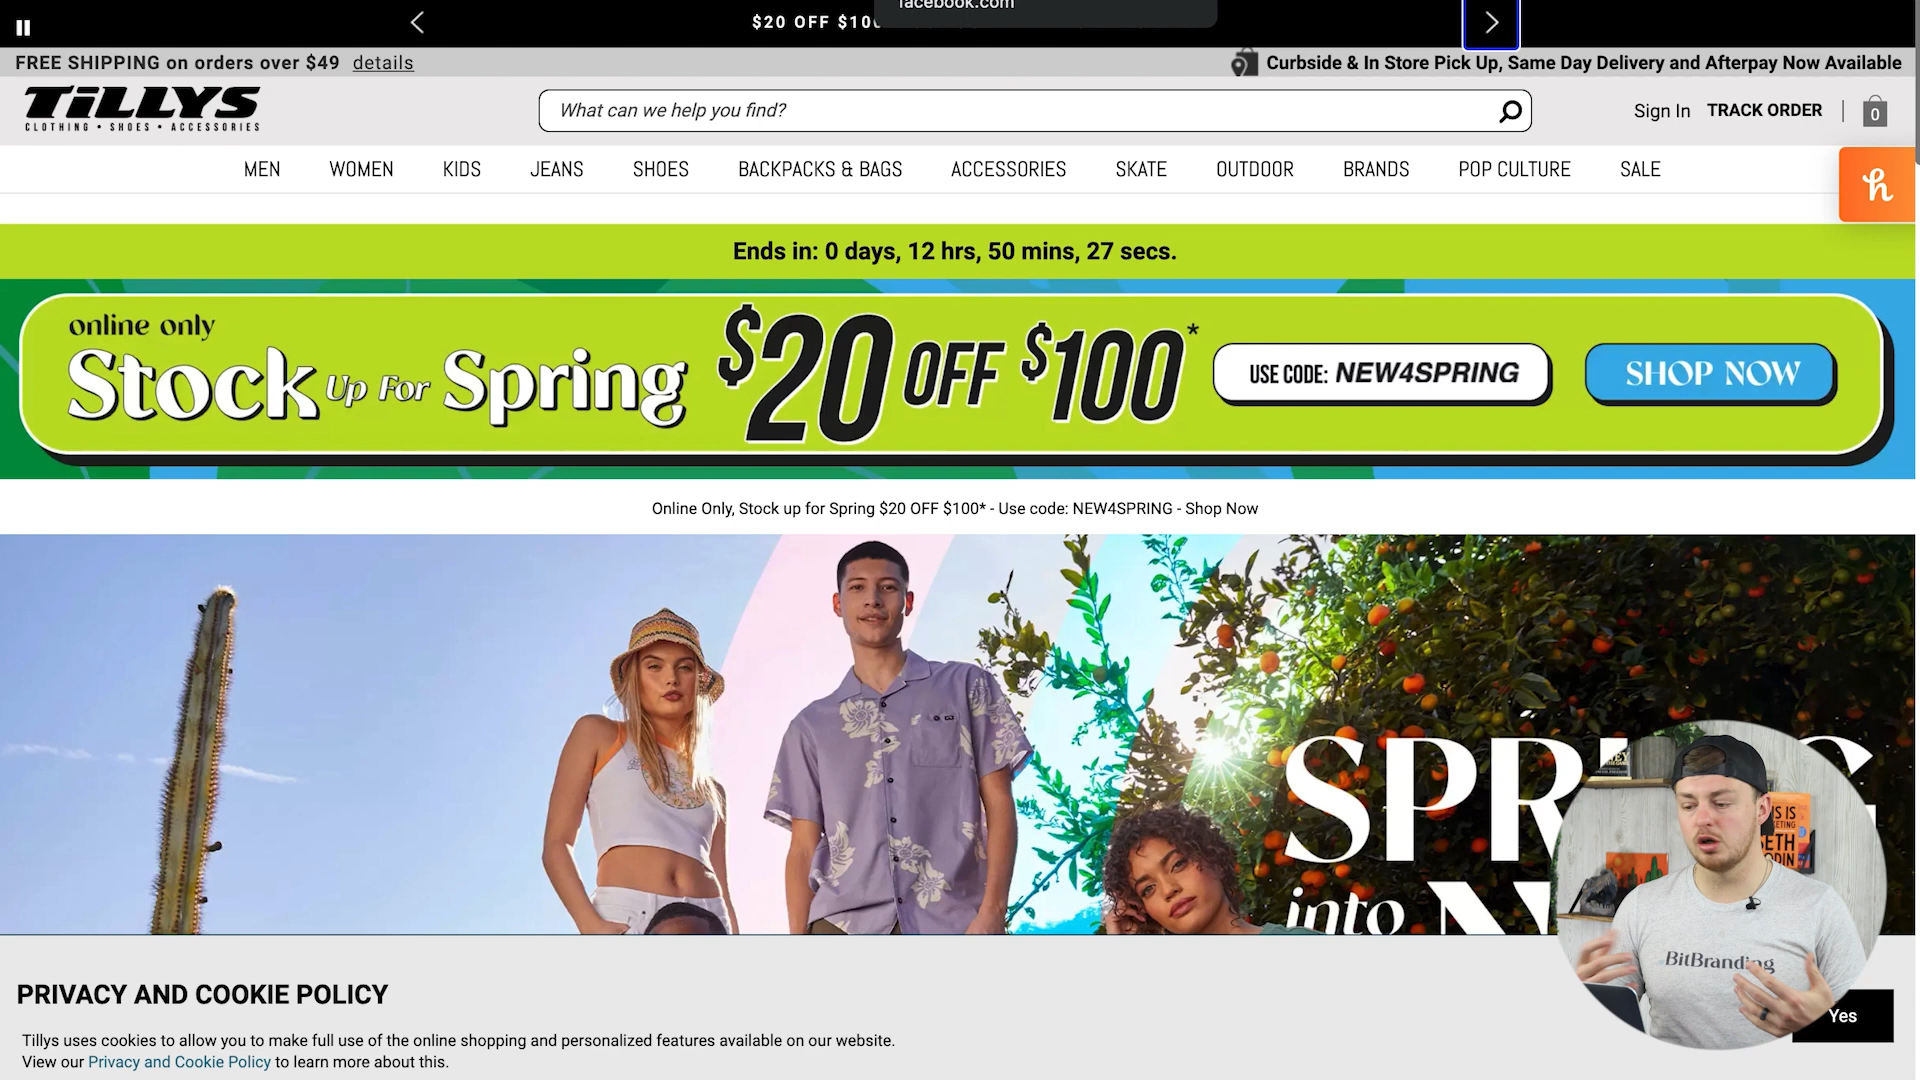 facebook.com
$20 OFF
FREE SHIPPING on orders over $49 details
Curbside & In Store Pick Up, Same Day Delivery and Afterpay Now Available
TILLYS
CLOTHING • SHOES • ACCESSORIES
What can we help you find?
Sign In TRACK ORDER | 0
MEN WOMEN KIDS JEANS SHOES BACKPACKS & BAGS ACCESSORIES SKATE OUTDOOR BRANDS POP CULTURE SALE
h
Ends in: 0 days, 12 hrs, 50 mins, 27 secs.
online only
Stock Up For Spring $20 OFF $100* USE CODE: NEW4SPRING SHOP NOW
Online Only, Stock up for Spring $20 OFF $100* - Use code: NEW4SPRING - Shop Now
SPR
into N
BitBranding
PRIVACY AND COOKIE POLICY
Yes
Tillys uses cookies to allow you to make full use of the online shopping and personalized features available on our website.
View our Privacy and Cookie Policy to learn more about this.